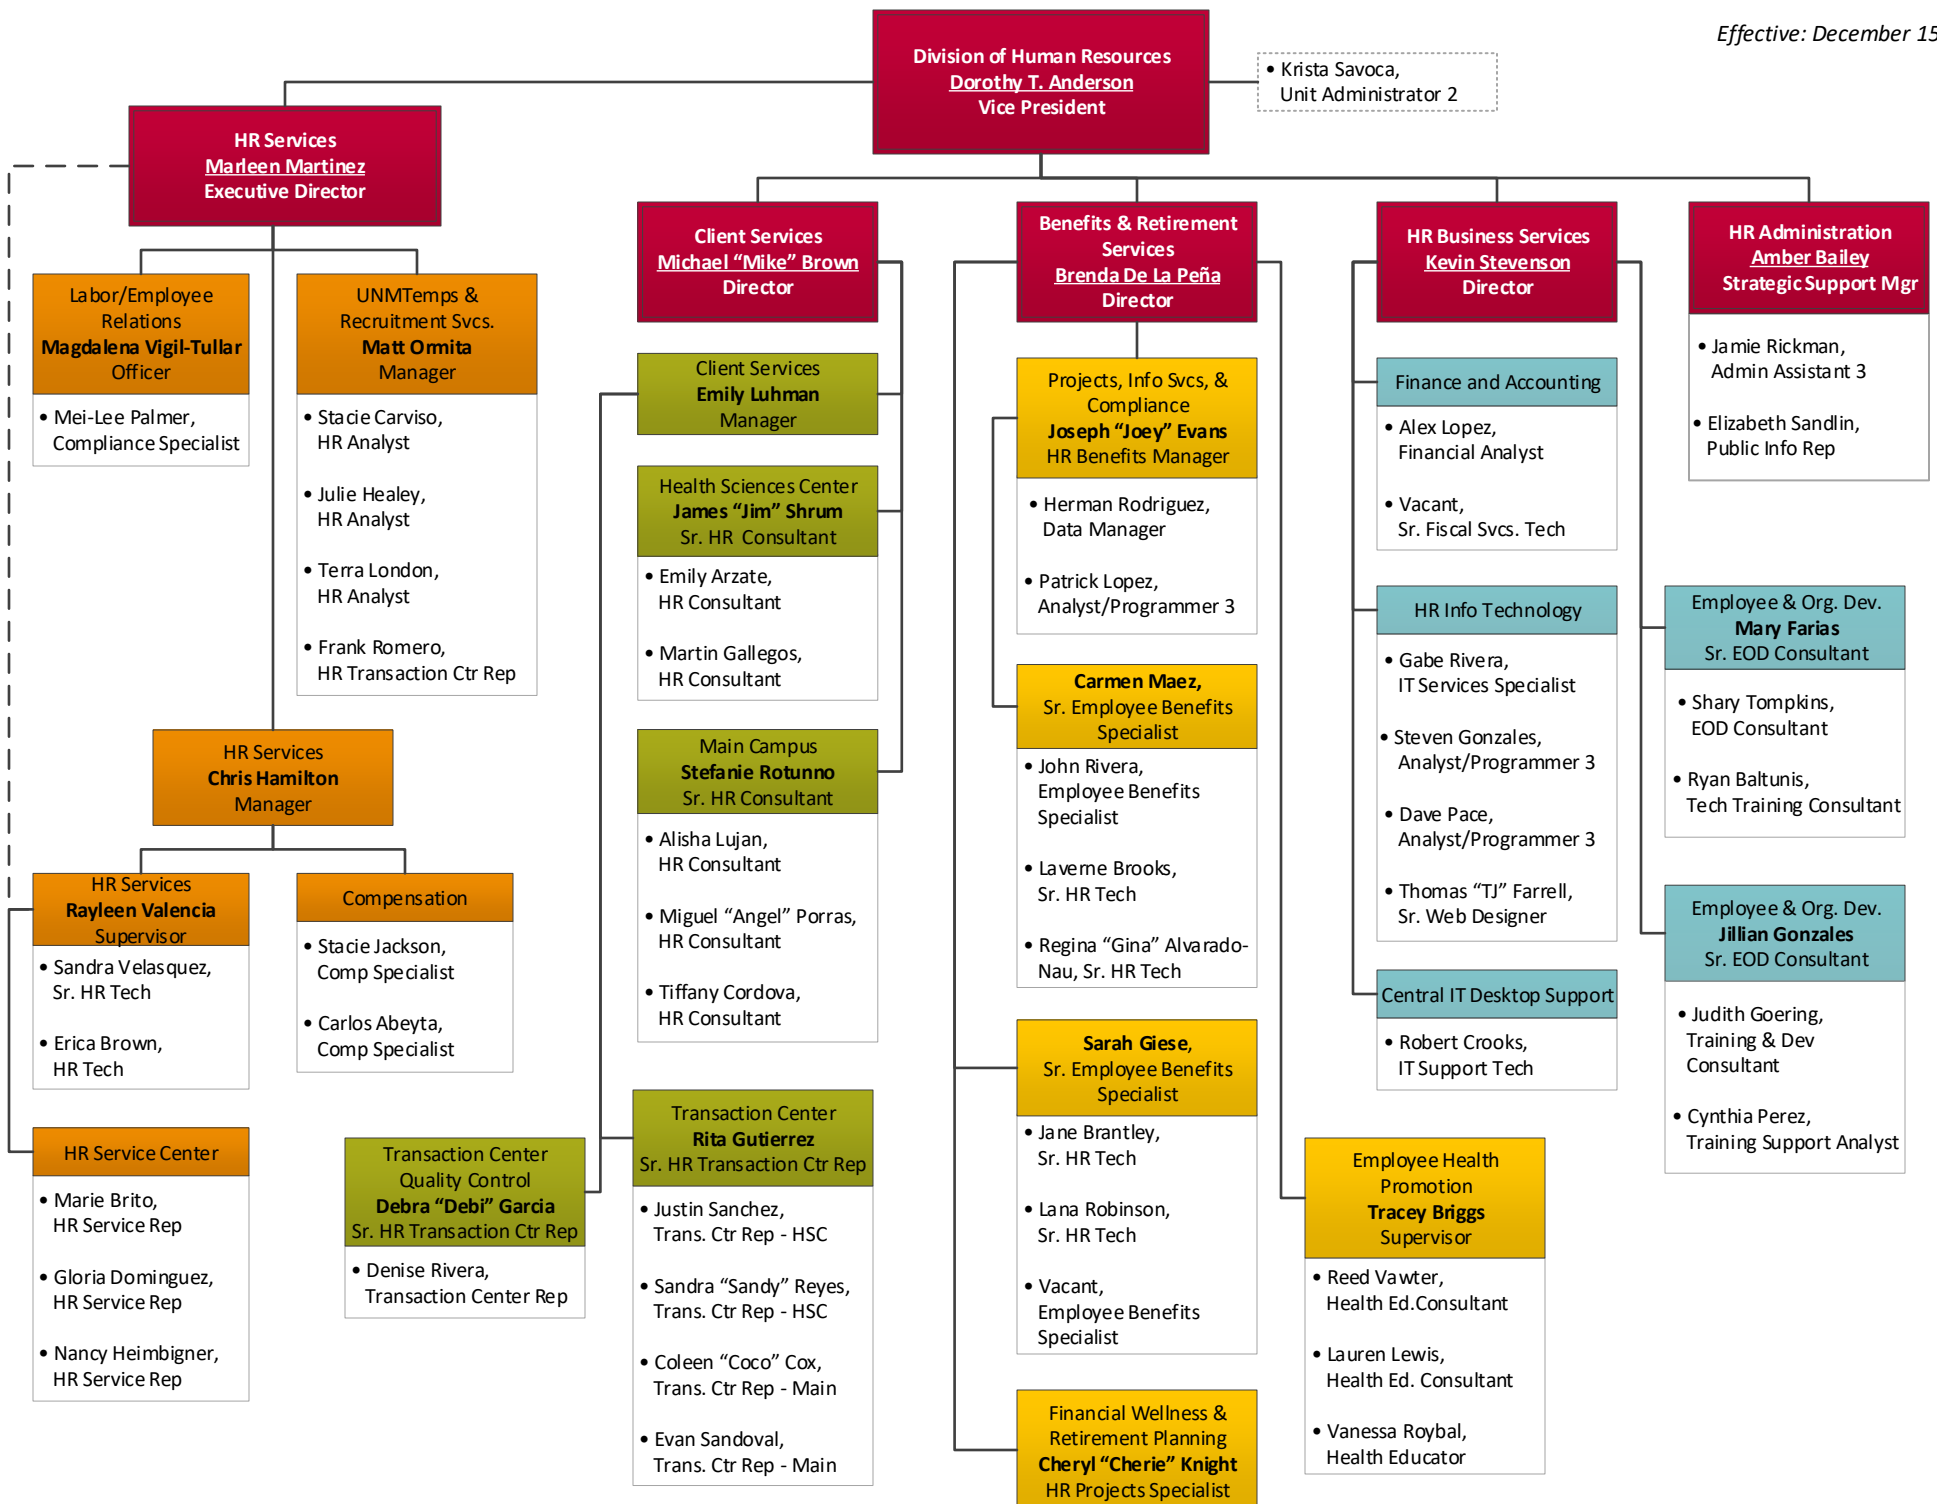 Effective: December 15
Division of Human Resources
Dorothy T. Anderson
Vice President
• Krista Savoca,
Unit Administrator 2
HR Services
Marleen Martinez
Executive Director
Client Services
Michael “Mike” Brown
Director
Benefits & Retirement
Services
Brenda De La Peña
Director
HR Business Services
Kevin Stevenson
Director
HR Administration
Amber Bailey
Strategic Support Mgr
• Jamie Rickman,
Admin Assistant 3
• Elizabeth Sandlin,
Public Info Rep
Labor/Employee
Relations
Magdalena Vigil-Tullar
Officer
• Mei-Lee Palmer,
Compliance Specialist
UNMTemps &
Recruitment Svcs.
Matt Ormita
Manager
• Stacie Carviso,
HR Analyst
• Julie Healey,
HR Analyst
• Terra London,
HR Analyst
• Frank Romero,
HR Transaction Ctr Rep
HR Services
Chris Hamilton
Manager
HR Services
Rayleen Valencia
Supervisor
• Sandra Velasquez,
Sr. HR Tech
• Erica Brown,
HR Tech
Compensation
• Stacie Jackson,
Comp Specialist
• Carlos Abeyta,
Comp Specialist
HR Service Center
• Marie Brito,
HR Service Rep
• Gloria Dominguez,
HR Service Rep
• Nancy Heimbigner,
HR Service Rep
Client Services
Emily Luhman
Manager
Health Sciences Center
James “Jim” Shrum
Sr. HR Consultant
• Emily Arzate,
HR Consultant
• Martin Gallegos,
HR Consultant
Main Campus
Stefanie Rotunno
Sr. HR Consultant
• Alisha Lujan,
HR Consultant
• Miguel “Angel” Porras,
HR Consultant
• Tiffany Cordova,
HR Consultant
Transaction Center
Quality Control
Debra “Debi” Garcia
Sr. HR Transaction Ctr Rep
• Denise Rivera,
Transaction Center Rep
Transaction Center
Rita Gutierrez
Sr. HR Transaction Ctr Rep
• Justin Sanchez,
Trans. Ctr Rep - HSC
• Sandra “Sandy” Reyes,
Trans. Ctr Rep - HSC
• Coleen “Coco” Cox,
Trans. Ctr Rep - Main
• Evan Sandoval,
Trans. Ctr Rep - Main
Projects, Info Svcs, &
Compliance
Joseph “Joey” Evans
HR Benefits Manager
• Herman Rodriguez,
Data Manager
• Patrick Lopez,
Analyst/Programmer 3
Carmen Maez,
Sr. Employee Benefits
Specialist
• John Rivera,
Employee Benefits
Specialist
• Laverne Brooks,
Sr. HR Tech
• Regina “Gina” Alvarado-
Nau, Sr. HR Tech
Sarah Giese,
Sr. Employee Benefits
Specialist
• Jane Brantley,
Sr. HR Tech
• Lana Robinson,
Sr. HR Tech
• Vacant,
Employee Benefits
Specialist
Financial Wellness &
Retirement Planning
Cheryl “Cherie” Knight
HR Projects Specialist
Employee Health
Promotion
Tracey Briggs
Supervisor
• Reed Vawter,
Health Ed.Consultant
• Lauren Lewis,
Health Ed. Consultant
• Vanessa Roybal,
Health Educator
Finance and Accounting
• Alex Lopez,
Financial Analyst
• Vacant,
Sr. Fiscal Svcs. Tech
HR Info Technology
• Gabe Rivera,
IT Services Specialist
• Steven Gonzales,
Analyst/Programmer 3
• Dave Pace,
Analyst/Programmer 3
• Thomas “TJ” Farrell,
Sr. Web Designer
Central IT Desktop Support
• Robert Crooks,
IT Support Tech
Employee & Org. Dev.
Mary Farias
Sr. EOD Consultant
• Shary Tompkins,
EOD Consultant
• Ryan Baltunis,
Tech Training Consultant
Employee & Org. Dev.
Jillian Gonzales
Sr. EOD Consultant
• Judith Goering,
Training & Dev
Consultant
• Cynthia Perez,
Training Support Analyst